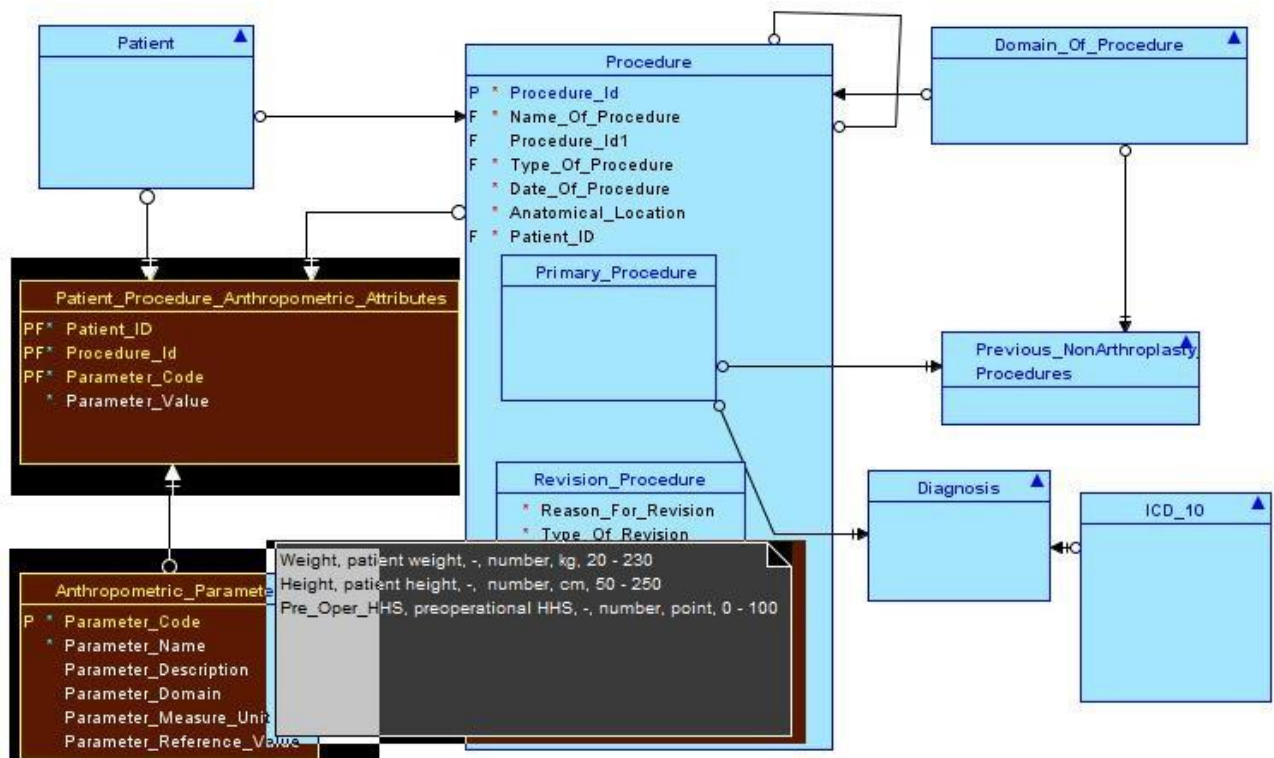 Patient
Procedure
P * Procedure_Id
F * Name_Of_Procedure
F Procedure_Id1
F * Type_Of_Procedure
* Date_Of_Procedure
* Anatomical_Location
F * Patient_ID
Domain_Of_Procedure
Primary_Procedure
Patient_Procedure_Anthropometric_Attributes
PF* Patient_ID
PF* Procedure_Id
PF* Parameter_Code
* Parameter_Value
Previous_NonArthroplasty_
Procedures
Revision_Procedure
* Reason_For_Revision
* Type_Of_Revision
Diagnosis
ICD_10
Weight, patient weight, -, number, kg, 20 - 230
Height, patient height, -, number, cm, 50 - 250
Pre_Oper_HHS, preoperational HHS, -, number, point, 0 - 100
Anthropometric_Paramete
P * Parameter_Code
* Parameter_Name
Parameter_Description
Parameter_Domain
Parameter_Measure_Unit
Parameter_Reference_Value